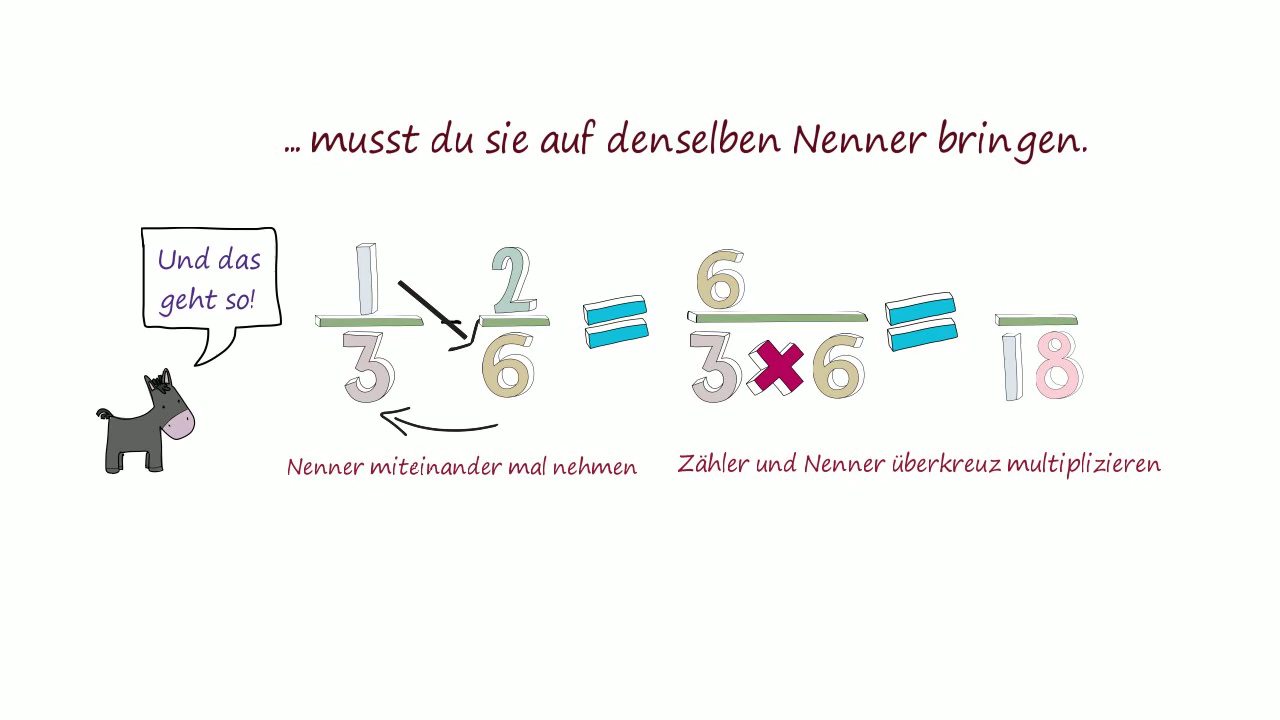 ... musst du sie auf denselben Nenner bringen.
Und das
geht so!
1 2 = 6 =
3 6 3 × 6 18
Nenner miteinander mal nehmen
Zähler und Nenner überkreuz multiplizieren